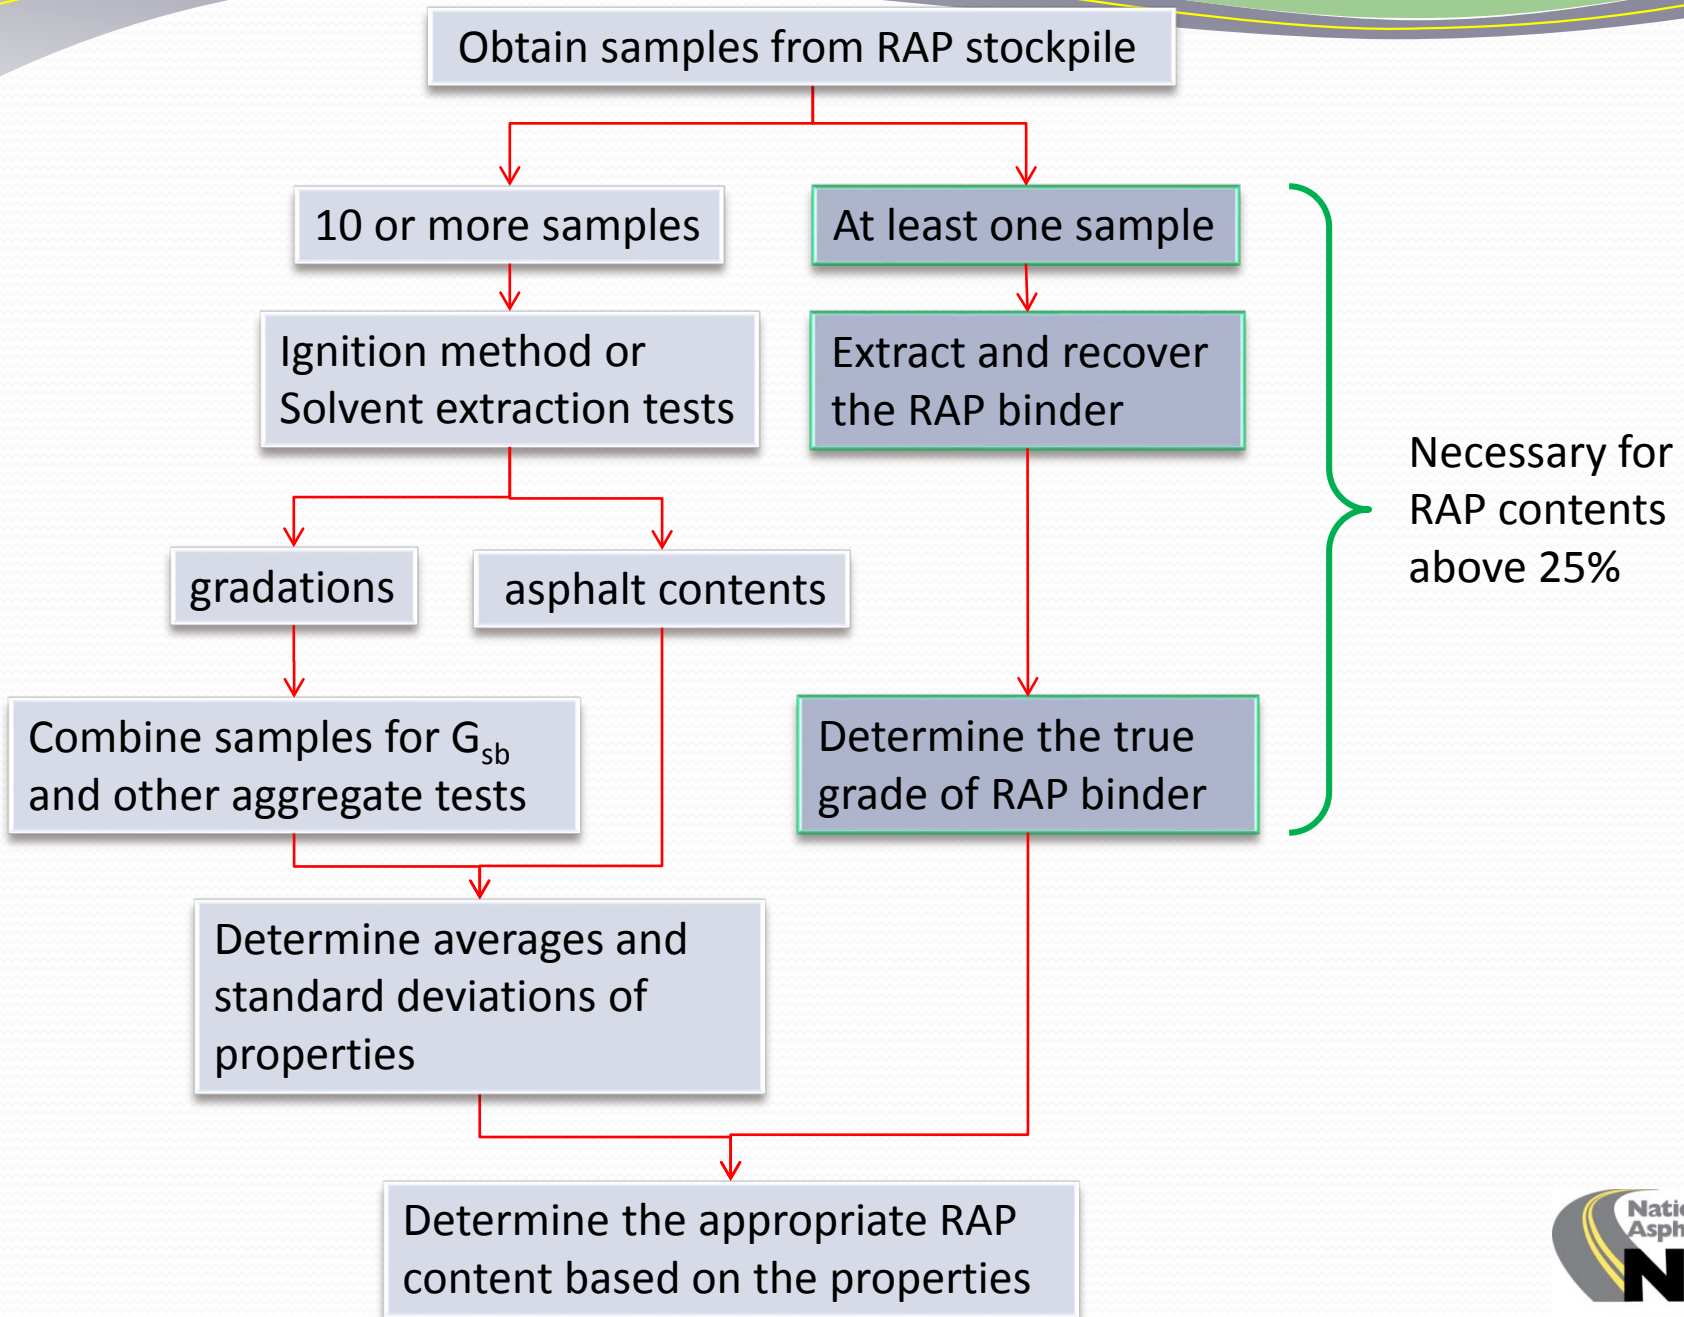 Obtain samples from RAP stockpile
10 or more samples
At least one sample
Ignition method or
Solvent extraction tests
Extract and recover
the RAP binder
Necessary for
RAP contents
above 25%
gradations
asphalt contents
Combine samples for Gsb
and other aggregate tests
Determine the true
grade of RAP binder
Determine averages and
standard deviations of
properties
Determine the appropriate RAP
content based on the properties